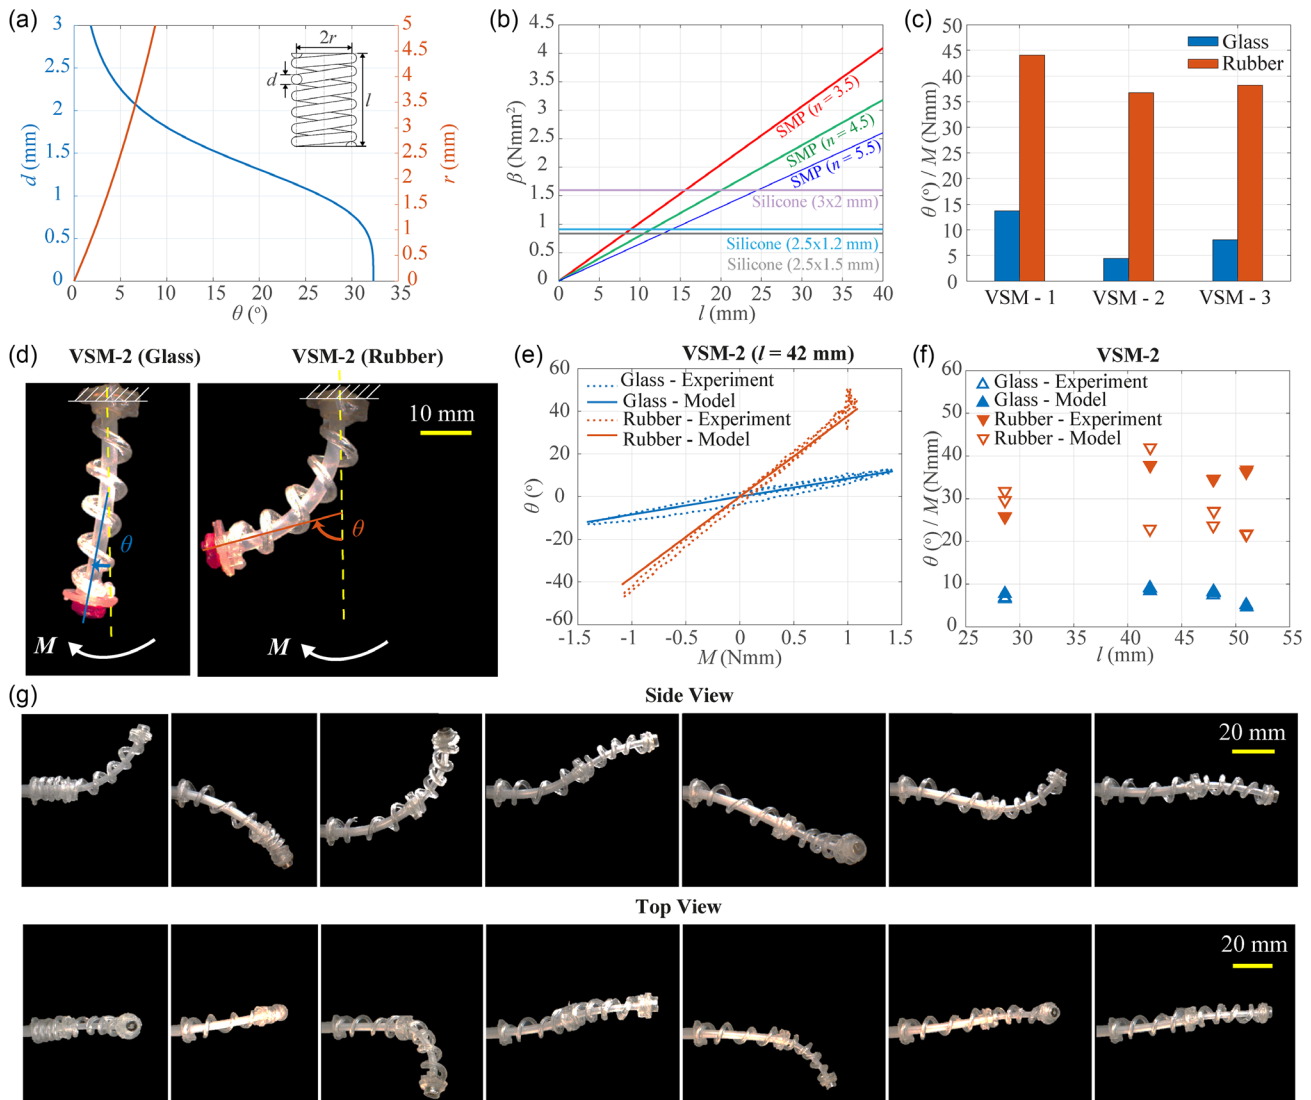 (a)
3
2.5
2
1.5
1
0.5
0
d (mm)
5
4.5
4
3.5
3
2.5
2
1.5
1
0.5
0
r (mm)
0 5 10 15 20 25 30 35
θ (º)
2r
d
l
(b)
4.5
4
3.5
3
2.5
2
1.5
1
0.5
0
β (Nmm²)
SMP (n = 3.5)
SMP (n = 4.5)
SMP (n = 5.5)
Silicone (3x2 mm)
Silicone (2.5x1.2 mm)
Silicone (2.5x1.5 mm)
0 5 10 15 20 25 30 35 40
l (mm)
(c)
50
45
40
35
30
25
20
15
10
5
0
θ (º) / M (Nmm)
Glass
Rubber
VSM - 1 VSM - 2 VSM - 3
(d)
VSM-2 (Glass)
VSM-2 (Rubber)
10 mm
θ
θ
M
M
(e)
VSM-2 (l = 42 mm)
60
40
20
0
-20
-40
-60
θ (º)
Glass - Experiment
Glass - Model
Rubber - Experiment
Rubber - Model
-1.5 -1 -0.5 0 0.5 1 1.5
M (Nmm)
(f)
VSM-2
60
50
40
30
20
10
0
θ (º) / M (Nmm)
Glass - Experiment
Glass - Model
Rubber - Experiment
Rubber - Model
25 30 35 40 45 50 55
l (mm)
(g)
Side View
20 mm
Top View
20 mm